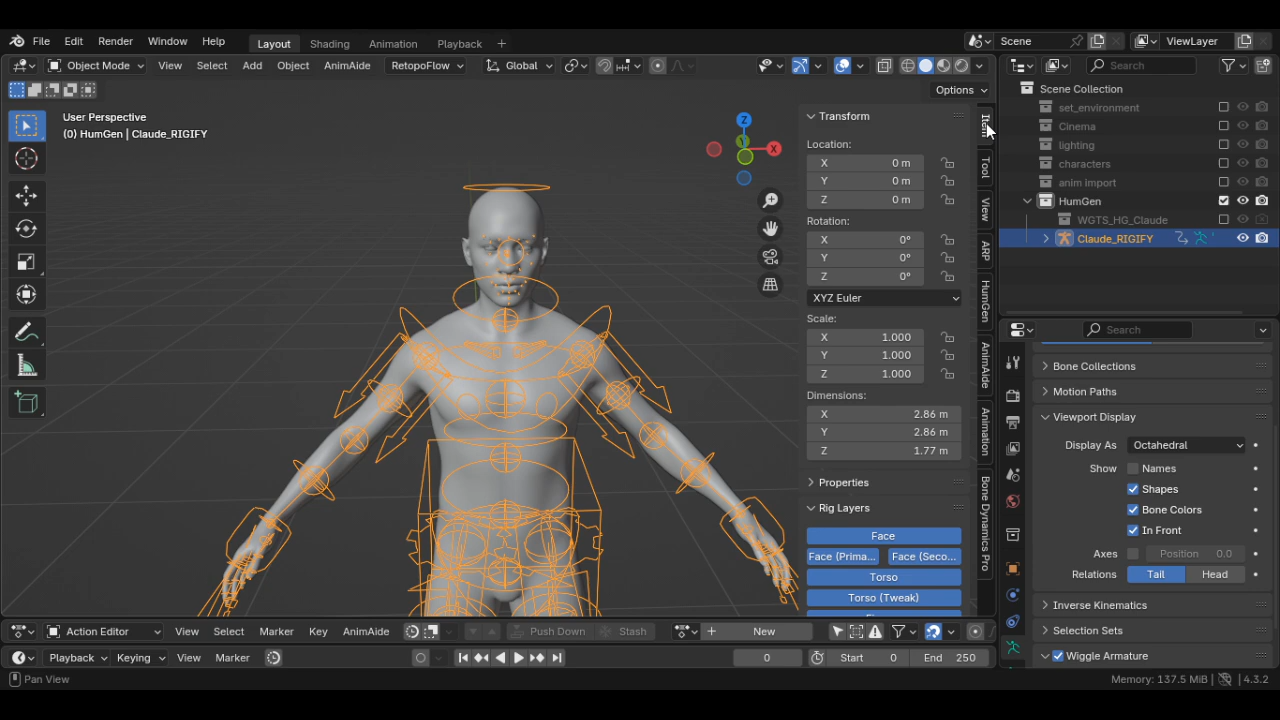 File Edit Render Window Help Layout Shading Animation Playback + Scene ViewLayer
Object Mode View Select Add Object AnimAide RetopoFlow Global Search
Options
Scene Collection
set_environment
Cinema
lighting
characters
anim import
HumGen
WGTS_HG_Claude
Claude_RIGIFY
User Perspective
(0) HumGen | Claude_RIGIFY
Z
X
Transform
Location:
X 0 m
Y 0 m
Z 0 m
Rotation:
X 0°
Y 0°
Z 0°
XYZ Euler
Scale:
X 1.000
Y 1.000
Z 1.000
Dimensions:
X 2.86 m
Y 2.86 m
Z 1.77 m
Properties
Rig Layers
Face
Face (Prima... Face (Seco...
Torso
Torso (Tweak)
Tool
View
ARP
HumGen
AnimAide
Animation
Bone Dynamics Pro
Search
Bone Collections
Motion Paths
Viewport Display
Display As Octahedral
Show Names
Shapes
Bone Colors
In Front
Axes Position 0.0
Relations Tail Head
Inverse Kinematics
Selection Sets
Wiggle Armature
Action Editor View Select Marker Key AnimAide Push Down Stash + New
Playback Keying View Marker 0 Start 0 End 250
Pan View Memory: 137.5 MiB 4.3.2